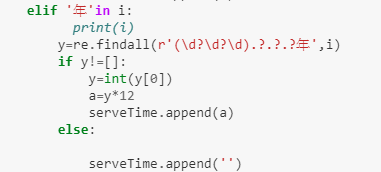 elif '年'in i:
print(i)
y=re.findall(r'(\d?\d?\d).?.?.?年',i)
if y!=[]:
y=int(y[0])
a=y*12
serveTime.append(a)
else:
serveTime.append('')